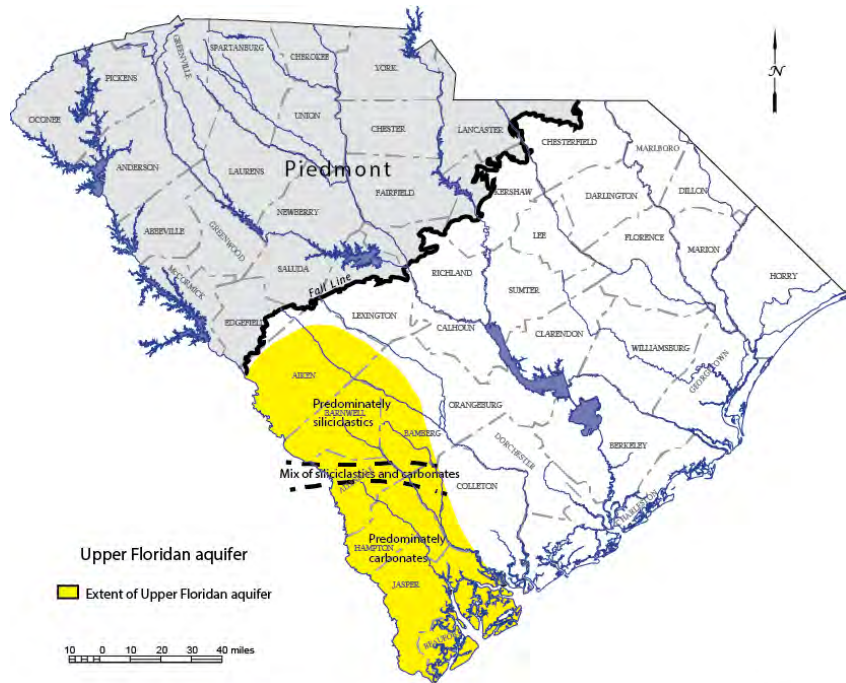 N
SPARTANBURG
CHEROKEE
YORK
GREENVILLE
PICKENS
OCONEE
UNION
CHESTER
LANCASTER
CHESTERFIELD
MARLBORO
ANDERSON
LAURENS
Piedmont
FAIRFIELD
KERSHAW
DARLINGTON
DILLON
NEWBERRY
LEE
ABBEVILLE
GREENWOOD
FLORENCE
MARION
SALUDA
RICHLAND
HORRY
McCORMICK
Fall Line
SUMTER
EDGEFIELD
LEXINGTON
CALHOUN
CLARENDON
WILLIAMSBURG
GEORGETOWN
AIKEN
Predominately
siliciclastics
BARNWELL
ORANGEBURG
BAMBERG
DORCHESTER
BERKELEY
Mix of siliciclastics and carbonates
COLLETON
CHARLESTON
Predominately
carbonates
HAMPTON
JASPER
BEAUFORT
Upper Floridan aquifer
Extent of Upper Floridan aquifer
10 0 10 20 30 40 miles